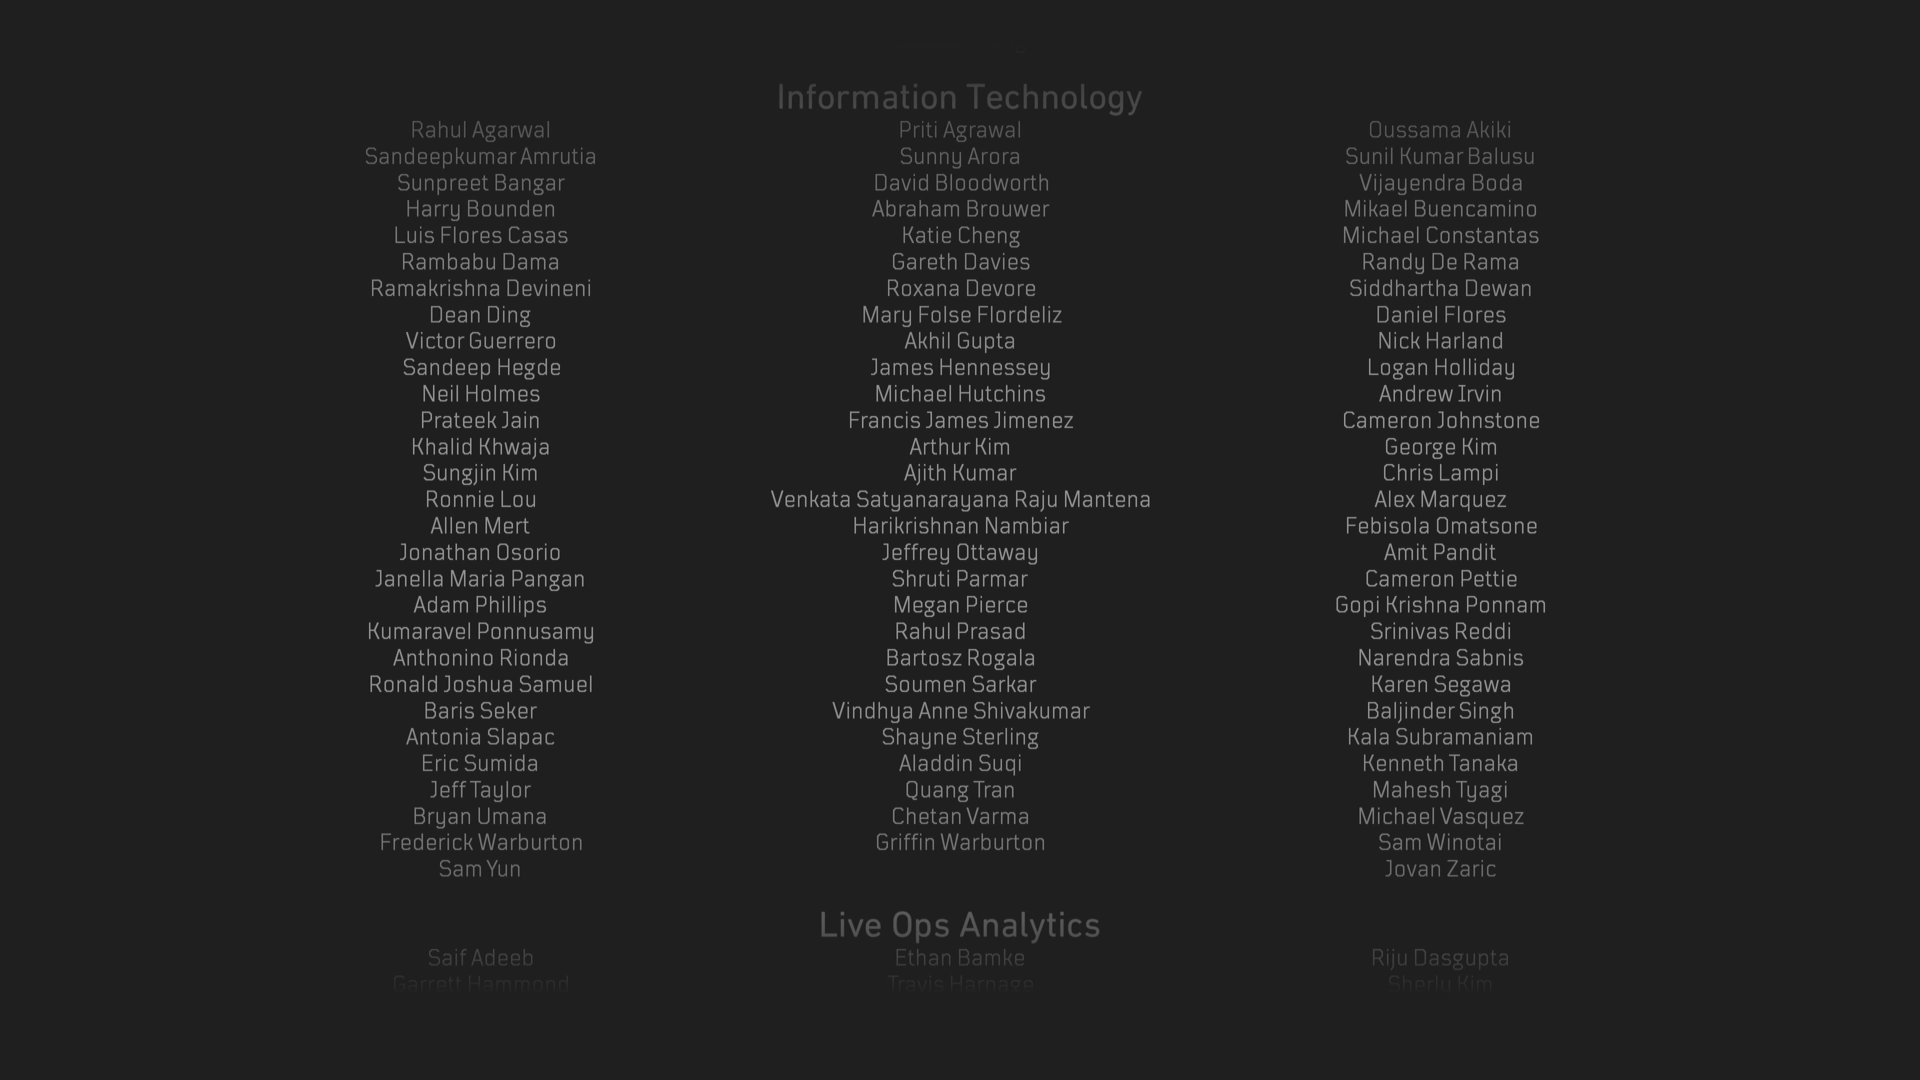 Information Technology
Rahul Agarwal Priti Agrawal Oussama Akiki
Sandeepkumar Amrutia Sunny Arora Sunil Kumar Balusu
Sunpreet Bangar David Bloodworth Vijayendra Boda
Harry Bounden Abraham Brouwer Mikael Buencamino
Luis Flores Casas Katie Cheng Michael Constantas
Rambabu Dama Gareth Davies Randy De Rama
Ramakrishna Devineni Roxana Devore Siddhartha Dewan
Dean Ding Mary Folse Flordeliz Daniel Flores
Victor Guerrero Akhil Gupta Nick Harland
Sandeep Hegde James Hennessey Logan Holliday
Neil Holmes Michael Hutchins Andrew Irvin
Prateek Jain Francis James Jimenez Cameron Johnstone
Khalid Khwaja Arthur Kim George Kim
Sungjin Kim Ajith Kumar Chris Lampi
Ronnie Lou Venkata Satyanarayana Raju Mantena Alex Marquez
Allen Mert Harikrishnan Nambiar Febisola Omatsone
Jonathan Osorio Jeffrey Ottaway Amit Pandit
Janella Maria Pangan Shruti Parmar Cameron Pettie
Adam Phillips Megan Pierce Gopi Krishna Ponnam
Kumaravel Ponnusamy Rahul Prasad Srinivas Reddi
Anthonino Rionda Bartosz Rogala Narendra Sabnis
Ronald Joshua Samuel Soumen Sarkar Karen Segawa
Baris Seker Vindhya Anne Shivakumar Baljinder Singh
Antonia Slapac Shayne Sterling Kala Subramaniam
Eric Sumida Aladdin Suqi Kenneth Tanaka
Jeff Taylor Quang Tran Mahesh Tyagi
Bryan Umana Chetan Varma Michael Vasquez
Frederick Warburton Griffin Warburton Sam Winotai
Sam Yun Jovan Zaric
Live Ops Analytics
Saif Adeeb Ethan Bamke Riju Dasgupta
Garrett Hammond Travis Harnage Sherly Kim